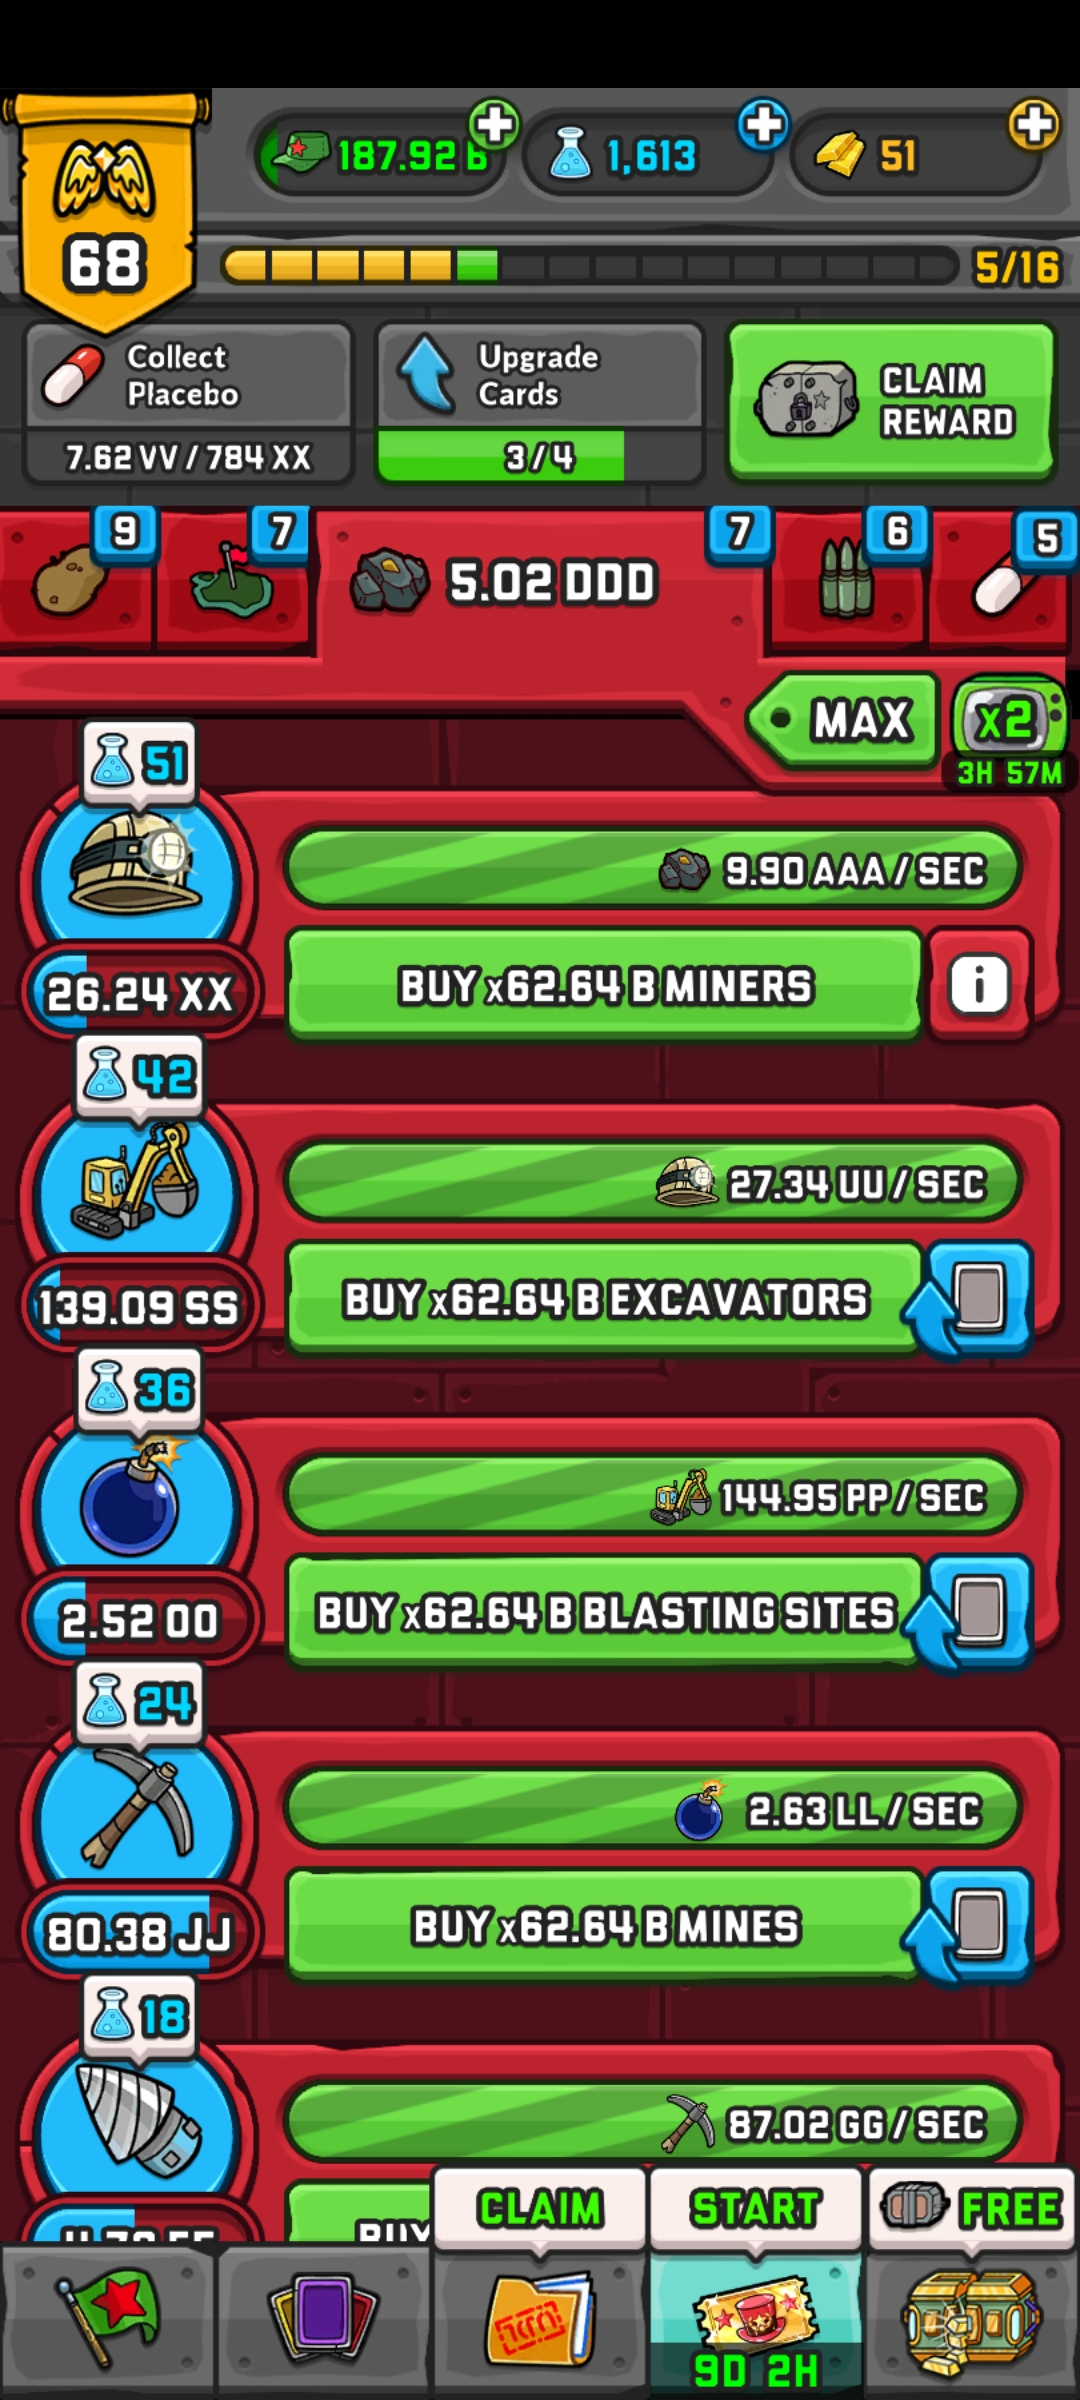 187.92 B
1,613
51
68
5/16
Collect
Placebo
7.62 VV / 784 XX
Upgrade
Cards
3/4
CLAIM
REWARD
9
7
5.02 DDD
7
6
5
MAX
x2
3H 57M
51
9.90 AAA / SEC
26.24 XX
BUY x62.64 B MINERS
i
42
27.34 UU / SEC
139.09 SS
BUY x62.64 B EXCAVATORS
36
144.95 PP / SEC
2.52 OO
BUY x62.64 B BLASTING SITES
24
2.63 LL / SEC
80.38 JJ
BUY x62.64 B MINES
18
87.02 GG / SEC
BUY
CLAIM
START
FREE
9D 2H